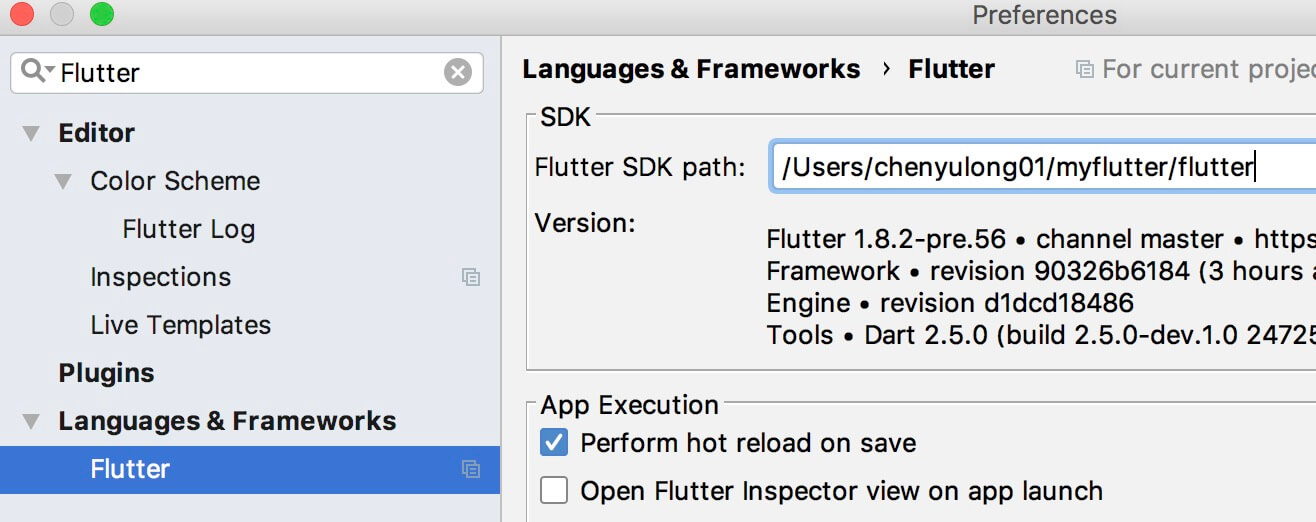 Preferences
Flutter
Editor
Color Scheme
Flutter Log
Inspections
Live Templates
Plugins
Languages & Frameworks
Flutter
Languages & Frameworks › Flutter
For current projec
SDK
Flutter SDK path: /Users/chenyulong01/myflutter/flutter
Version:
Flutter 1.8.2-pre.56 • channel master • https
Framework • revision 90326b6184 (3 hours a
Engine • revision d1dcd18486
Tools • Dart 2.5.0 (build 2.5.0-dev.1.0 24725
App Execution
Perform hot reload on save
Open Flutter Inspector view on app launch